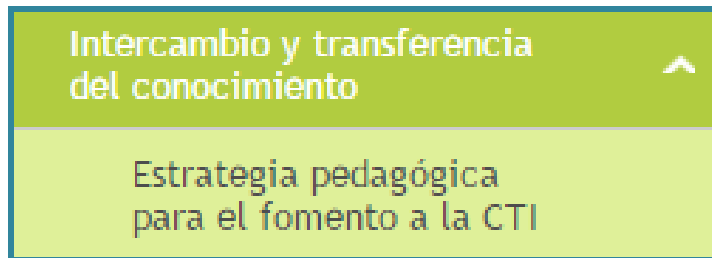 Intercambio y transferencia
del conocimiento
Estrategia pedagógica
para el fomento a la CTI